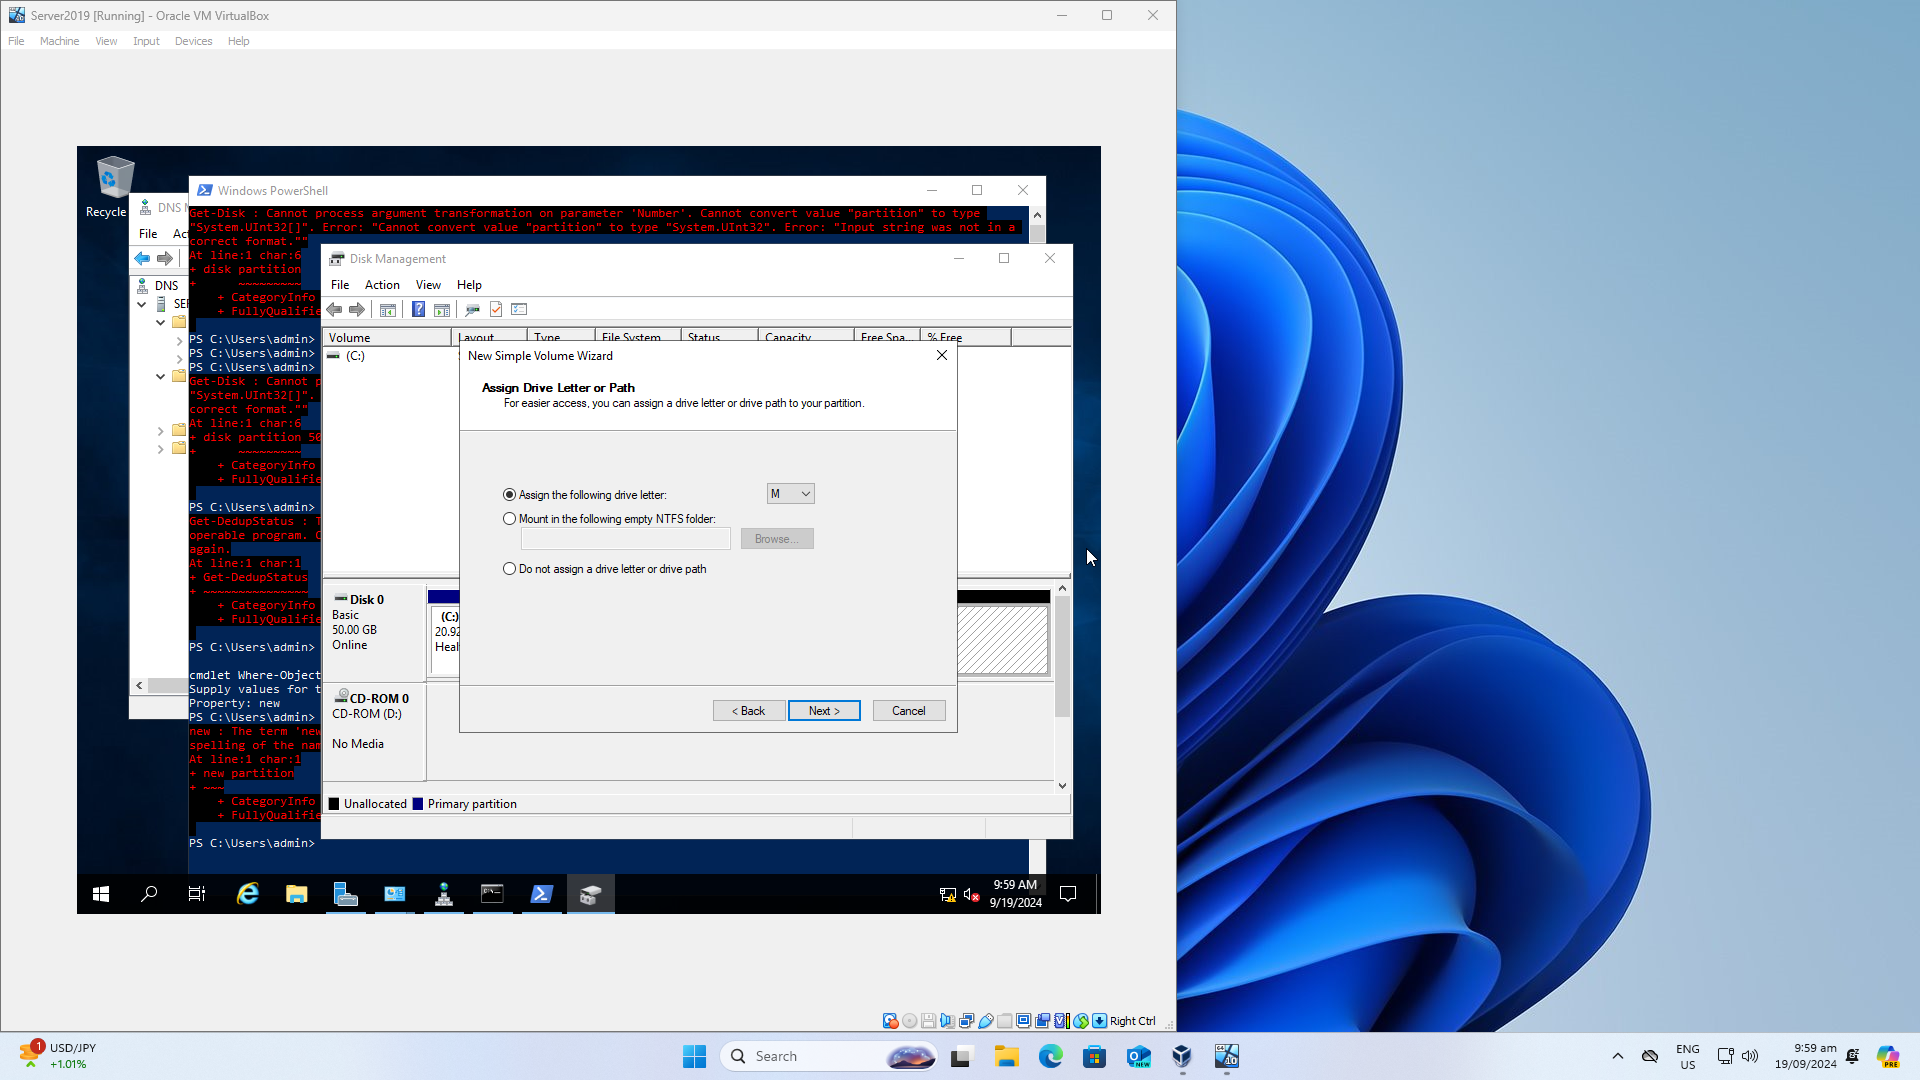 Server2019 [Running] - Oracle VM VirtualBox
File Machine View Input Devices Help
Recycle
DNS M
File Act
DNS
SER
Windows PowerShell
Get-Disk : Cannot process argument transformation on parameter 'Number'. Cannot convert value "partition" to type
"System.UInt32[]". Error: "Cannot convert value "partition" to type "System.UInt32". Error: "Input string was not in a
correct format.""
At line:1 char:6
+ disk partition
+ ~~~~~~~~~
+ CategoryInfo
+ FullyQualifie
PS C:\Users\admin>
PS C:\Users\admin>
PS C:\Users\admin>
Get-Disk : Cannot p
"System.UInt32[]".
correct format.""
At line:1 char:6
+ disk partition 50
+ ~~~~~~~~~
+ CategoryInfo
+ FullyQualifie
PS C:\Users\admin>
Get-DedupStatus : T
operable program. C
again.
At line:1 char:1
+ Get-DedupStatus
+ ~~~~~~~~~~~~~~~
+ CategoryInfo
+ FullyQualifie
PS C:\Users\admin>
cmdlet Where-Object
Supply values for t
Property: new
PS C:\Users\admin>
new : The term 'new
spelling of the nam
At line:1 char:1
+ new partition
+ ~~~
+ CategoryInfo
+ FullyQualifie
PS C:\Users\admin>
Disk Management
File Action View Help
Volume Layout Type File System Status Capacity Free Spa... % Free
(C:)
New Simple Volume Wizard
Assign Drive Letter or Path
For easier access, you can assign a drive letter or drive path to your partition.
Assign the following drive letter: M
Mount in the following empty NTFS folder:
Browse...
Do not assign a drive letter or drive path
< Back Next > Cancel
Disk 0
Basic
50.00 GB
Online
(C:)
20.92
Heal
CD-ROM 0
CD-ROM (D:)
No Media
Unallocated Primary partition
9:59 AM
9/19/2024
Right Ctrl
1
USD/JPY
+1.01%
Search
NEW
64
10
ENG
US
9:59 am
19/09/2024
PRE